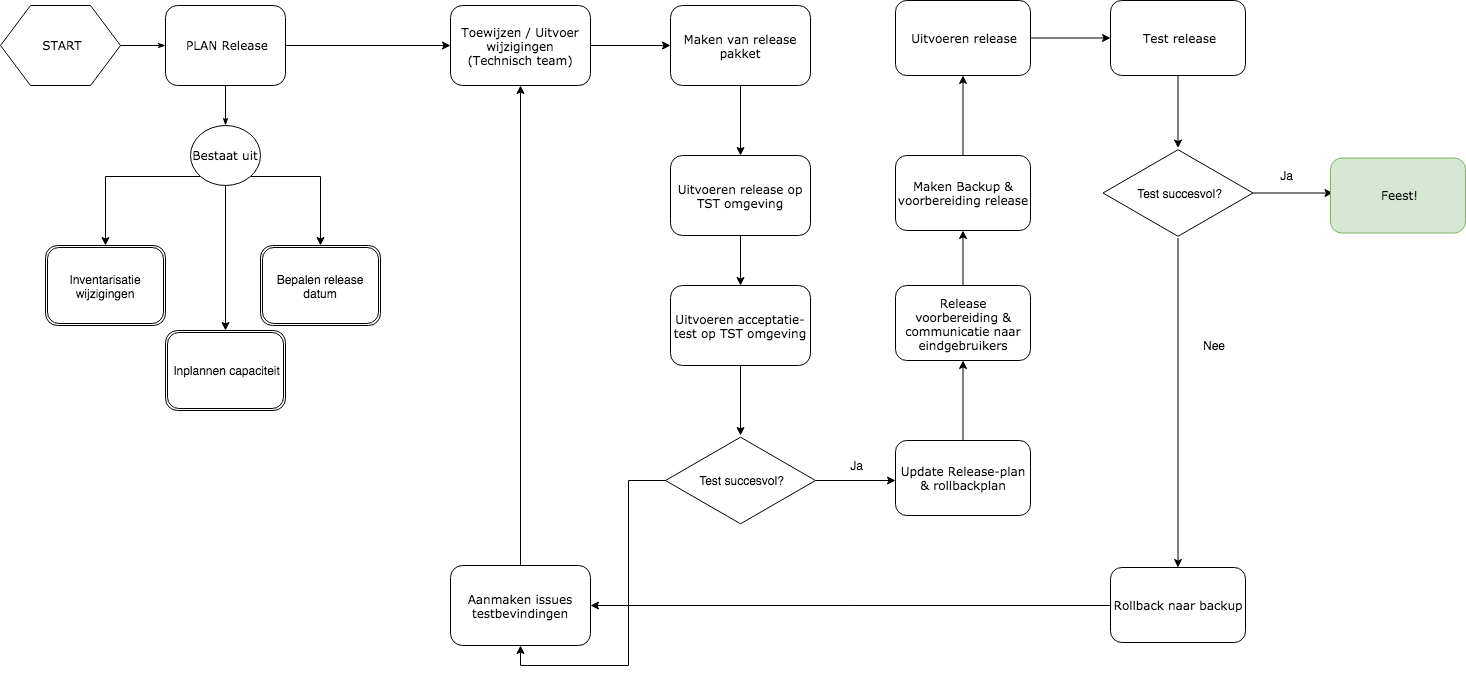 START
PLAN Release
Bestaat uit
Inventarisatie
wijzigingen
Bepalen release
datum
Inplannen capaciteit
Toewijzen / Uitvoer
wijzigingen
(Technisch team)
Maken van release
pakket
Uitvoeren release op
TST omgeving
Uitvoeren acceptatie-
test op TST omgeving
Test succesvol?
Ja
Update Release-plan
& rollbackplan
Release
voorbereiding &
communicatie naar
eindgebruikers
Maken Backup &
voorbereiding release
Uitvoeren release
Test release
Test succesvol?
Ja
Feest!
Nee
Rollback naar backup
Aanmaken issues
testbevindingen